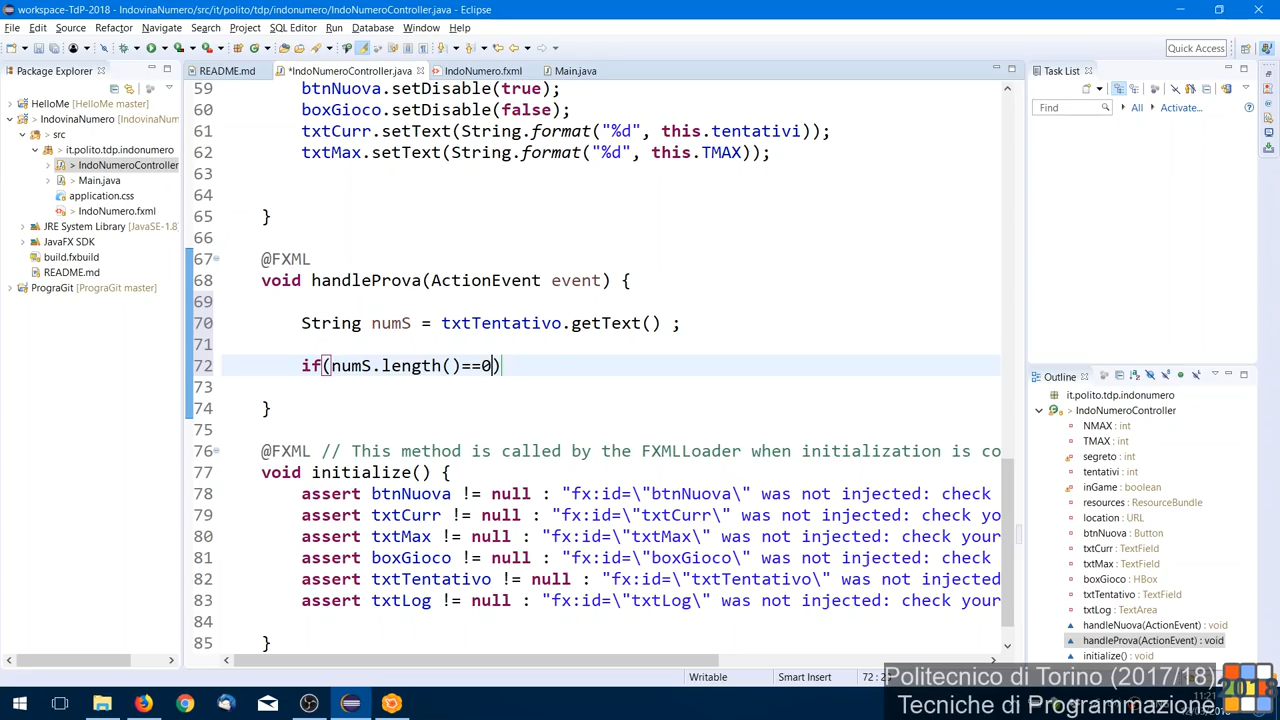 workspace-TdP-2018 - IndovinaNumero/src/it/polito/tdp/indonumero/IndoNumeroController.java - Eclipse
File Edit Source Refactor Navigate Search Project SQL Editor Run Database Window Help
Quick Access
Package Explorer
README.md
*IndoNumeroController.java
IndoNumero.fxml
Main.java
Task List
HelloMe [HelloMe master]
IndovinaNumero [IndovinaNum
src
it.polito.tdp.indonumero
> IndoNumeroController
> Main.java
application.css
> IndoNumero.fxml
JRE System Library [JavaSE-1.8]
JavaFX SDK
build.fxbuild
README.md
PrograGit [PrograGit master]
59 btnNuova.setDisable(true);
60 boxGioco.setDisable(false);
61 txtCurr.setText(String.format("%d", this.tentativi));
62 txtMax.setText(String.format("%d", this.TMAX));
63
64
65 }
66
67 @FXML
68 void handleProva(ActionEvent event) {
69
70 String numS = txtTentativo.getText() ;
71
72 if(numS.length()==0)
73
74 }
75
76 @FXML // This method is called by the FXMLLoader when initialization is co
77 void initialize() {
78 assert btnNuova != null : "fx:id=\"btnNuova\" was not injected: check
79 assert txtCurr != null : "fx:id=\"txtCurr\" was not injected: check yo
80 assert txtMax != null : "fx:id=\"txtMax\" was not injected: check your
81 assert boxGioco != null : "fx:id=\"boxGioco\" was not injected: check
82 assert txtTentativo != null : "fx:id=\"txtTentativo\" was not injected
83 assert txtLog != null : "fx:id=\"txtLog\" was not injected: check your
84
85 }
Find
All
Activate...
Outline
it.polito.tdp.indonumero
IndoNumeroController
NMAX : int
TMAX : int
segreto : int
tentativi : int
inGame : boolean
resources : ResourceBundle
location : URL
btnNuova : Button
txtCurr : TextField
txtMax : TextField
boxGioco : HBox
txtTentativo : TextField
txtLog : TextArea
handleNuova(ActionEvent) : void
handleProva(ActionEvent) : void
initialize() : void
Writable
Smart Insert
Politecnico di Torino (2017/18)
Tecniche di Programmazione
2018
11:21